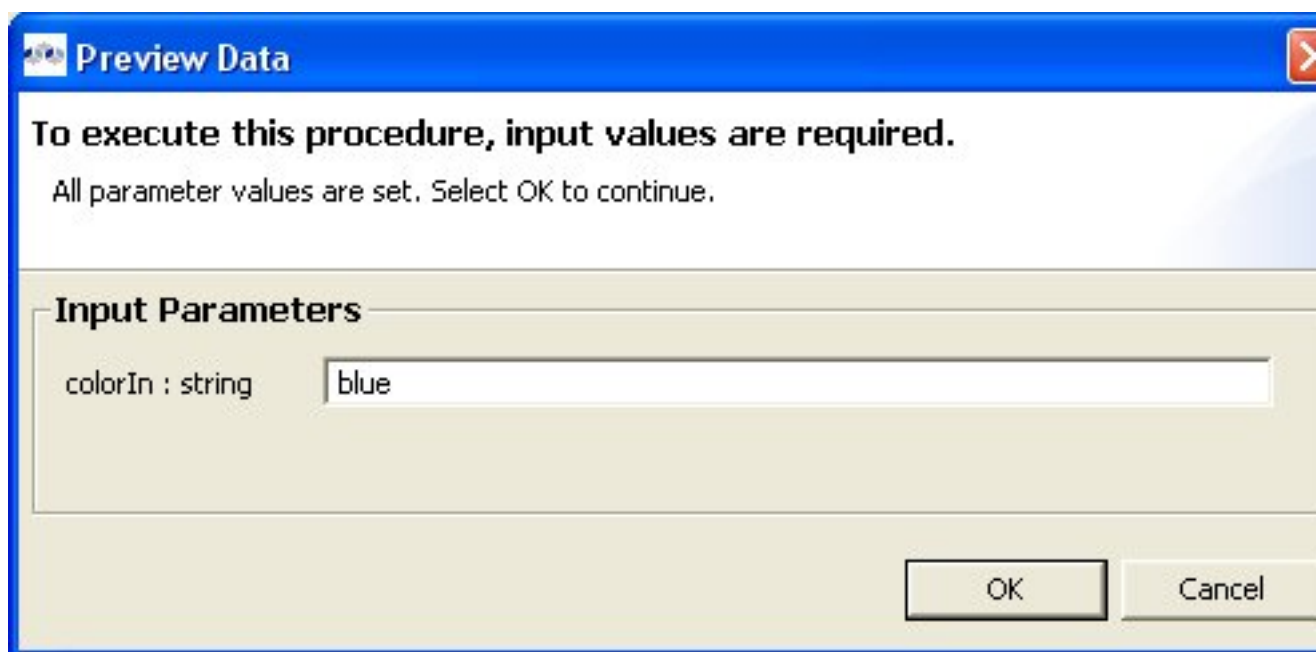 Preview Data
To execute this procedure, input values are required.
All parameter values are set. Select OK to continue.
Input Parameters
colorIn : string blue
OK Cancel